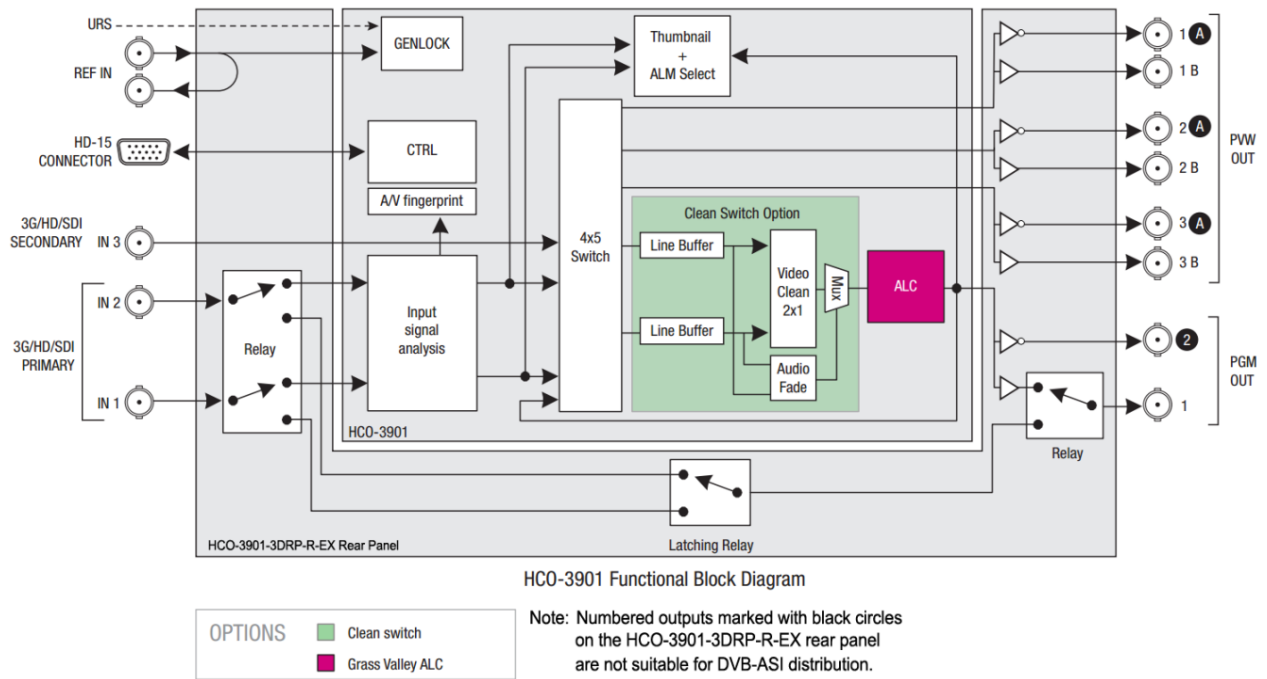 URS
REF IN
HD-15
CONNECTOR
3G/HD/SDI
SECONDARY
IN 3
IN 2
3G/HD/SDI
PRIMARY
IN 1
GENLOCK
CTRL
A/V fingerprint
Input
signal
analysis
Relay
HCO-3901
Thumbnail
+
ALM Select
4x5
Switch
Clean Switch Option
Line Buffer
Line Buffer
Video
Clean
2x1
Mux
Audio
Fade
ALC
1 A
1 B
2 A
2 B
3 A
3 B
PVW
OUT
2
1
PGM
OUT
Relay
Latching Relay
HCO-3901-3DRP-R-EX Rear Panel
HCO-3901 Functional Block Diagram
OPTIONS
Clean switch
Grass Valley ALC
Note: Numbered outputs marked with black circles
on the HCO-3901-3DRP-R-EX rear panel
are not suitable for DVB-ASI distribution.